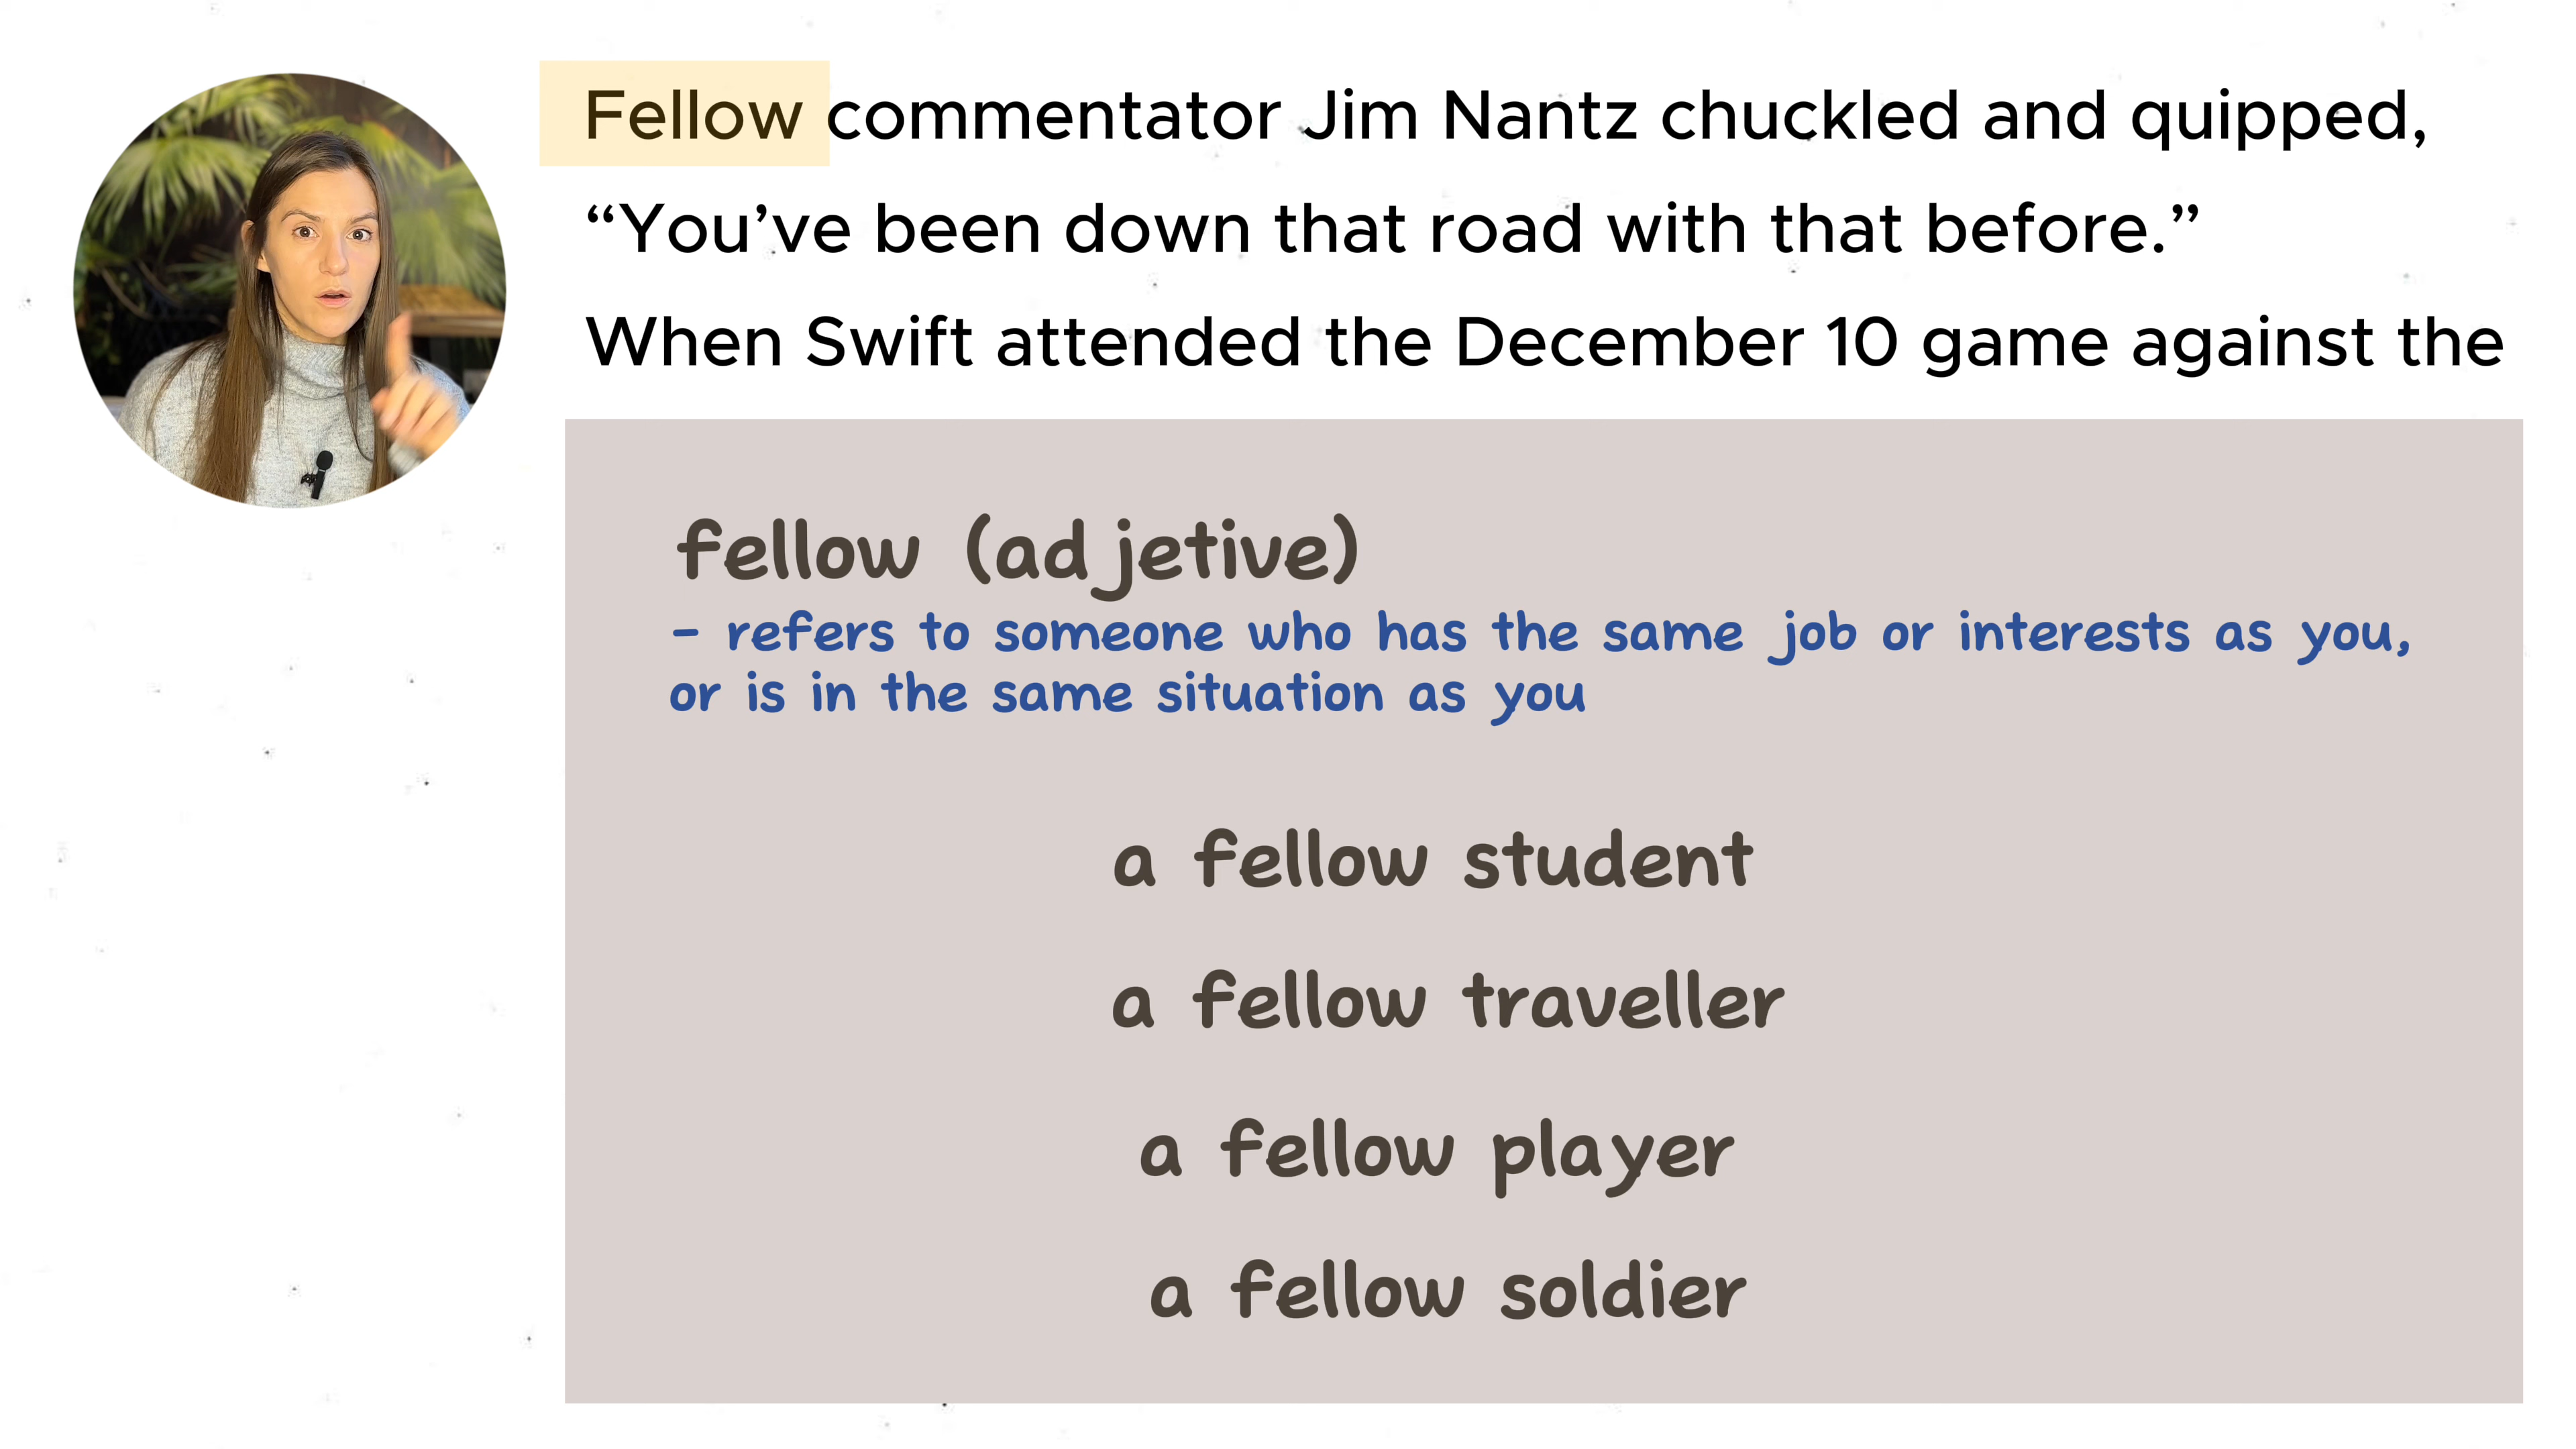 Fellow commentator Jim Nantz chuckled and quipped,
“You’ve been down that road with that before.”
When Swift attended the December 10 game against the
fellow (adjetive)
- refers to someone who has the same job or interests as you,
or is in the same situation as you
a fellow student
a fellow traveller
a fellow player
a fellow soldier